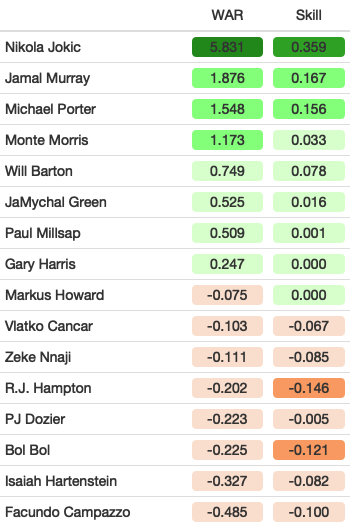 WAR Skill
Nikola Jokic 5.831 0.359
Jamal Murray 1.876 0.167
Michael Porter 1.548 0.156
Monte Morris 1.173 0.033
Will Barton 0.749 0.078
JaMychal Green 0.525 0.016
Paul Millsap 0.509 0.001
Gary Harris 0.247 0.000
Markus Howard -0.075 0.000
Vlatko Cancar -0.103 -0.067
Zeke Nnaji -0.111 -0.085
R.J. Hampton -0.202 -0.146
PJ Dozier -0.223 -0.005
Bol Bol -0.225 -0.121
Isaiah Hartenstein -0.327 -0.082
Facundo Campazzo -0.485 -0.100